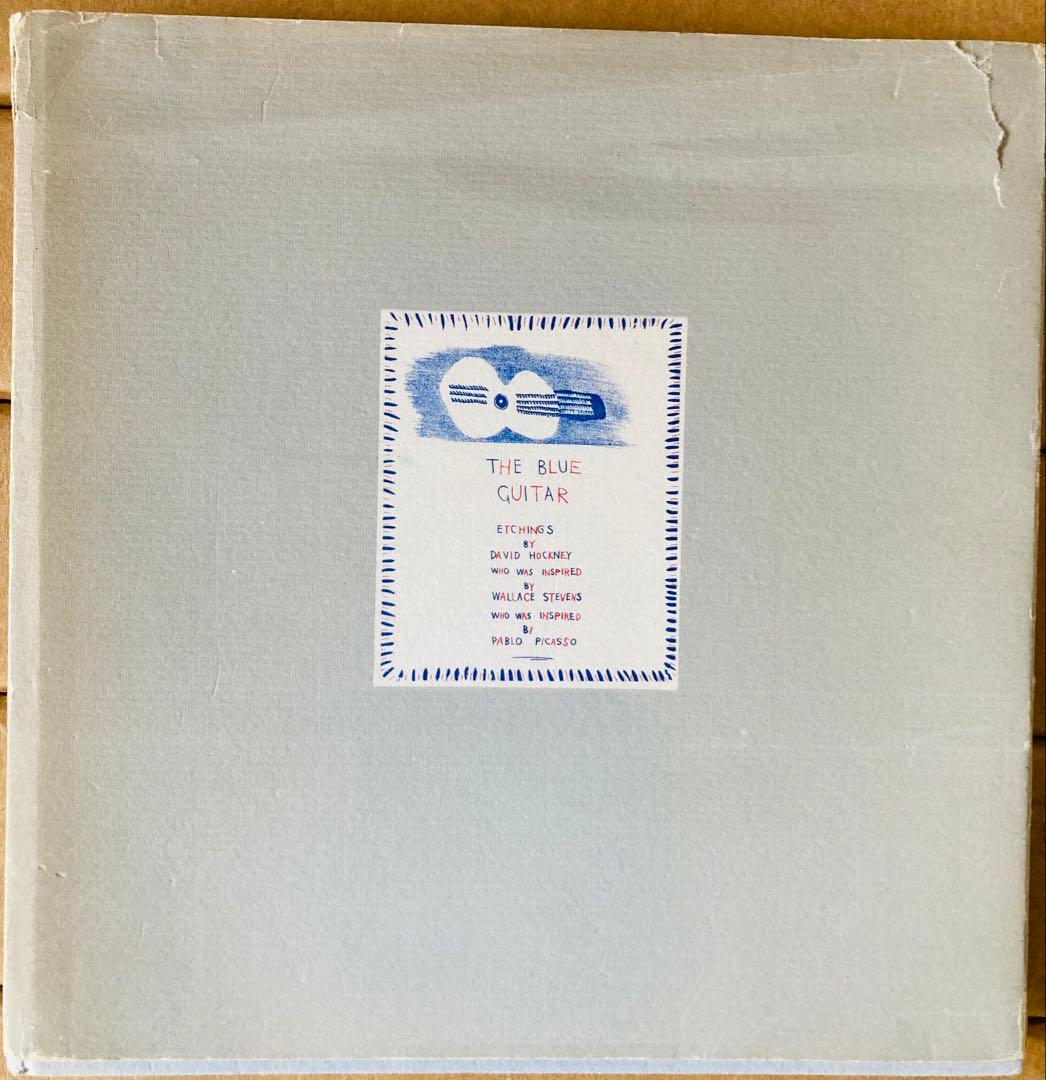 THE BLUE
GUITAR
ETCHINGS
BY
DAVID HOCKNEY
WHO WAS INSPIRED
BY
WALLACE STEVENS
WHO WAS INSPIRED
BY
PABLO PICASSO